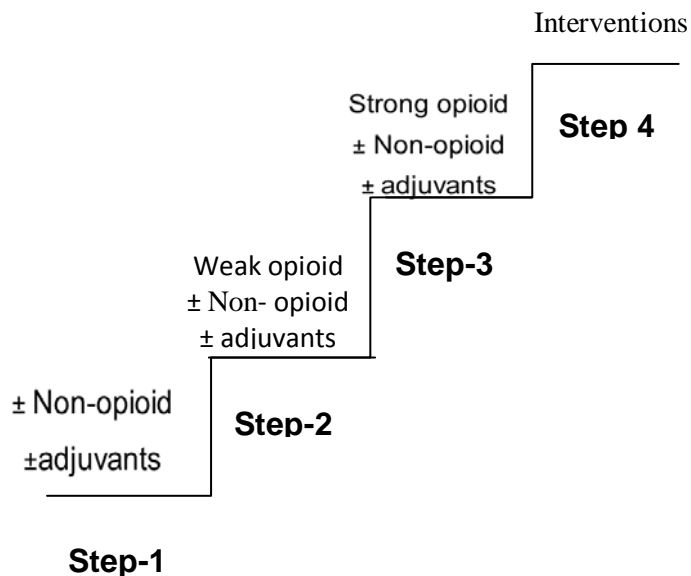 Interventions
Strong opioid
± Non-opioid
± adjuvants
Step 4
Weak opioid
± Non- opioid
± adjuvants
Step-3
± Non-opioid
±adjuvants
Step-2
Step-1